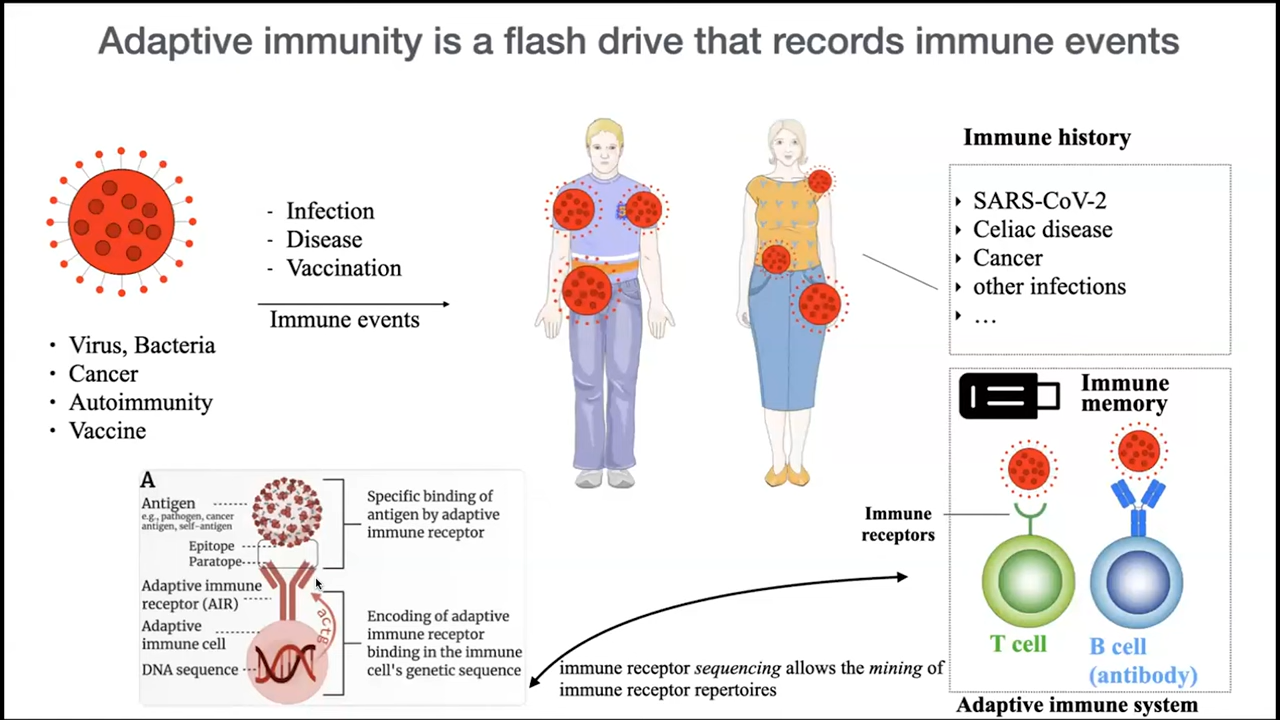 Adaptive immunity is a flash drive that records immune events
- Infection
- Disease
- Vaccination
Immune events
• Virus, Bacteria
• Cancer
• Autoimmunity
• Vaccine
Immune history
SARS-CoV-2
Celiac disease
Cancer
other infections
…
Immune
memory
Immune
receptors
T cell
B cell
(antibody)
Adaptive immune system
A
Antigen
e.g., pathogen, cancer
antigen, self-antigen
Epitope
Paratope
Adaptive immune
receptor (AIR)
Adaptive
immune cell
DNA sequence
Specific binding of
antigen by adaptive
immune receptor
Encoding of adaptive
immune receptor
binding in the immune
cell's genetic sequence
immune receptor sequencing allows the mining of
immune receptor repertoires